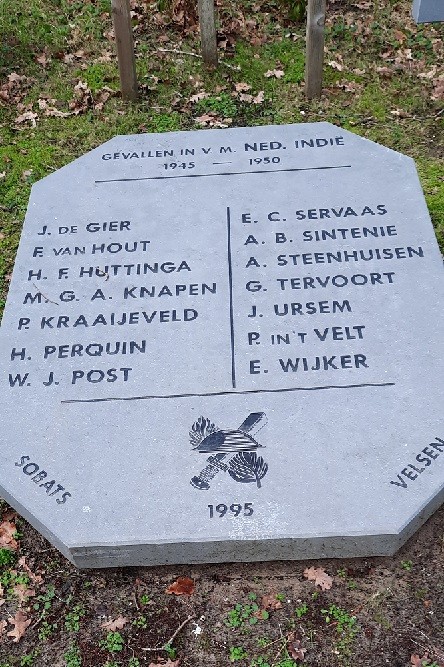 GEVALLEN IN V. M. NED. INDIË
1945 — 1950
J. DE GIER
F. VAN HOUT
H. F. HUTTINGA
M. G. A. KNAPEN
P. KRAAIJEVELD
H. PERQUIN
W. J. POST
E. C. SERVAAS
A. B. SINTENIE
A. STEENHUISEN
G. TERVOORT
J. URSEM
P. IN'T VELT
E. WIJKER
SOBATS
1995
VELSEN